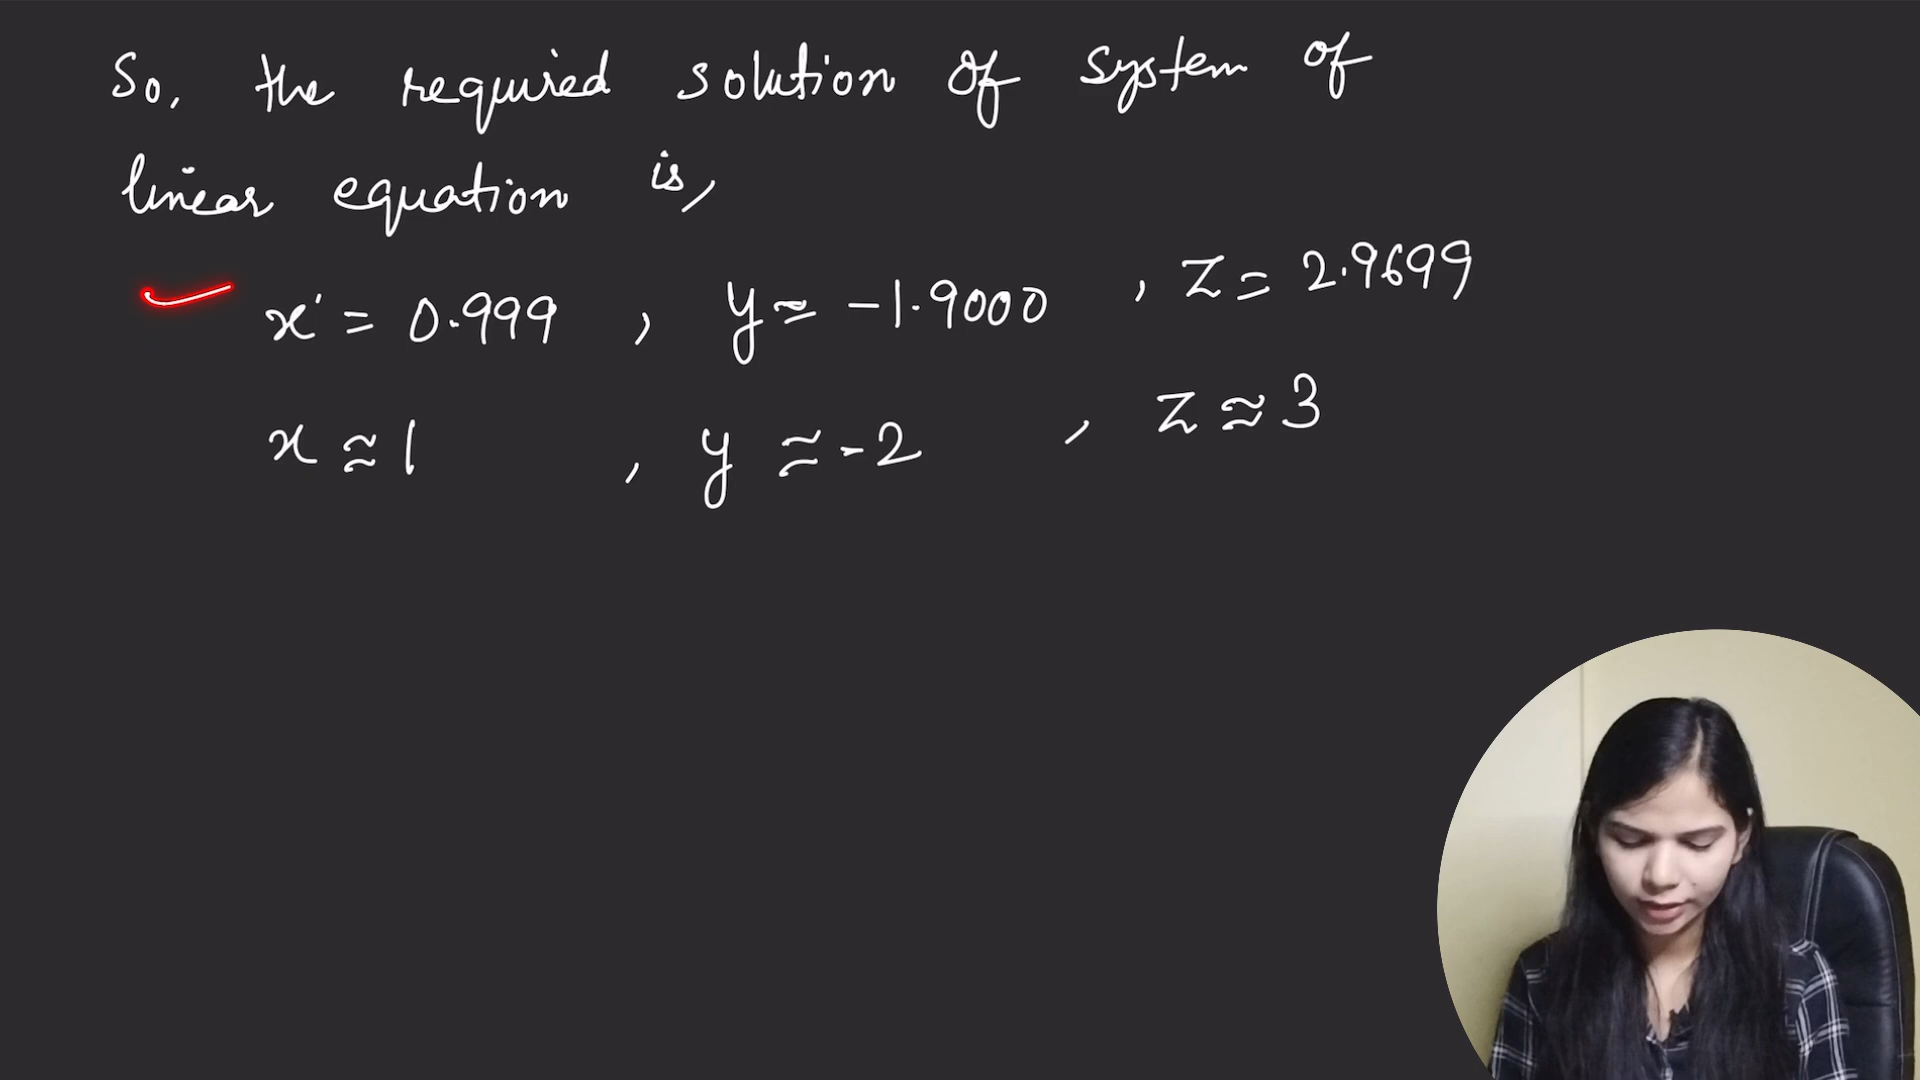 So, the required solution of system of
linear equation is,
x = 0.999 , y ≃ -1.9000 , z = 2.9699
x ≈ 1 , y ≈ -2 , z ≈ 3